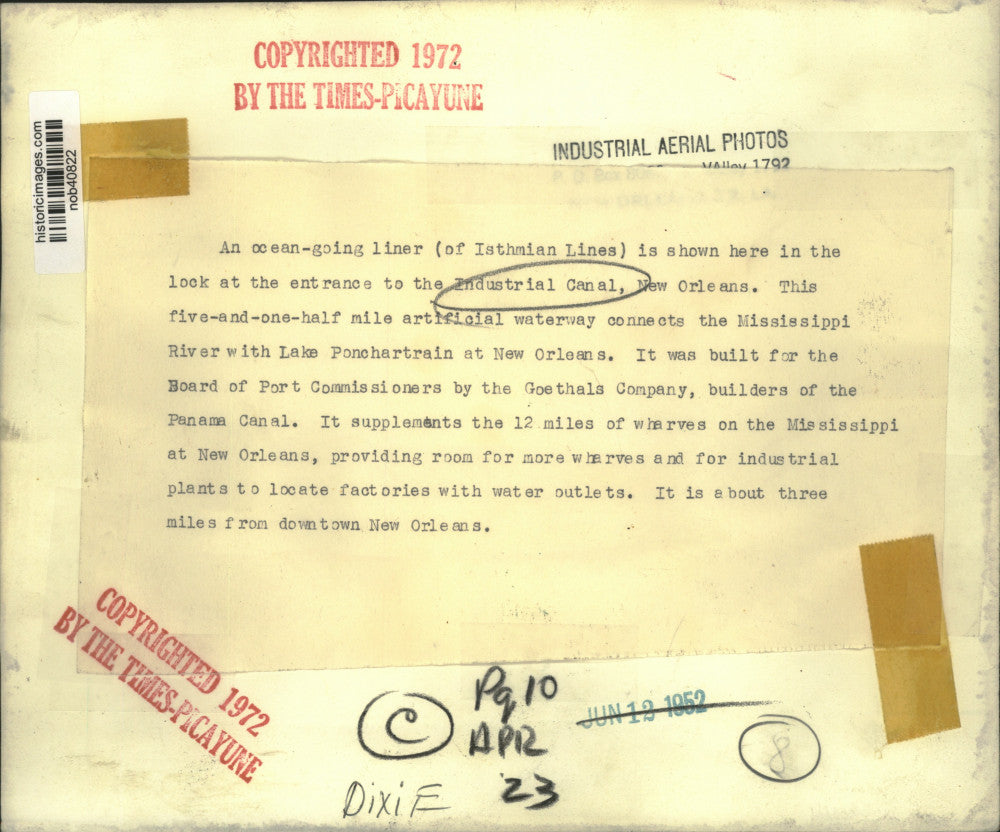 COPYRIGHTED 1972
BY THE TIMES-PICAYUNE
INDUSTRIAL AERIAL PHOTOS
P. O. Box VAlley 1792
historicimages.com
nob40822
An ocean-going liner (of Isthmian Lines) is shown here in the
lock at the entrance to the Industrial Canal, New Orleans. This
five-and-one-half mile artificial waterway connects the Mississippi
River with Lake Ponchartrain at New Orleans. It was built for the
Board of Port Commissioners by the Goethals Company, builders of the
Panama Canal. It supplements the 12 miles of wharves on the Mississippi
at New Orleans, providing room for more wharves and for industrial
plants to locate factories with water outlets. It is about three
miles from downtown New Orleans.
COPYRIGHTED 1972
BY THE TIMES-PICAYUNE
©
Pg 10
APR
23
JUN 12 1952
8
DixiE